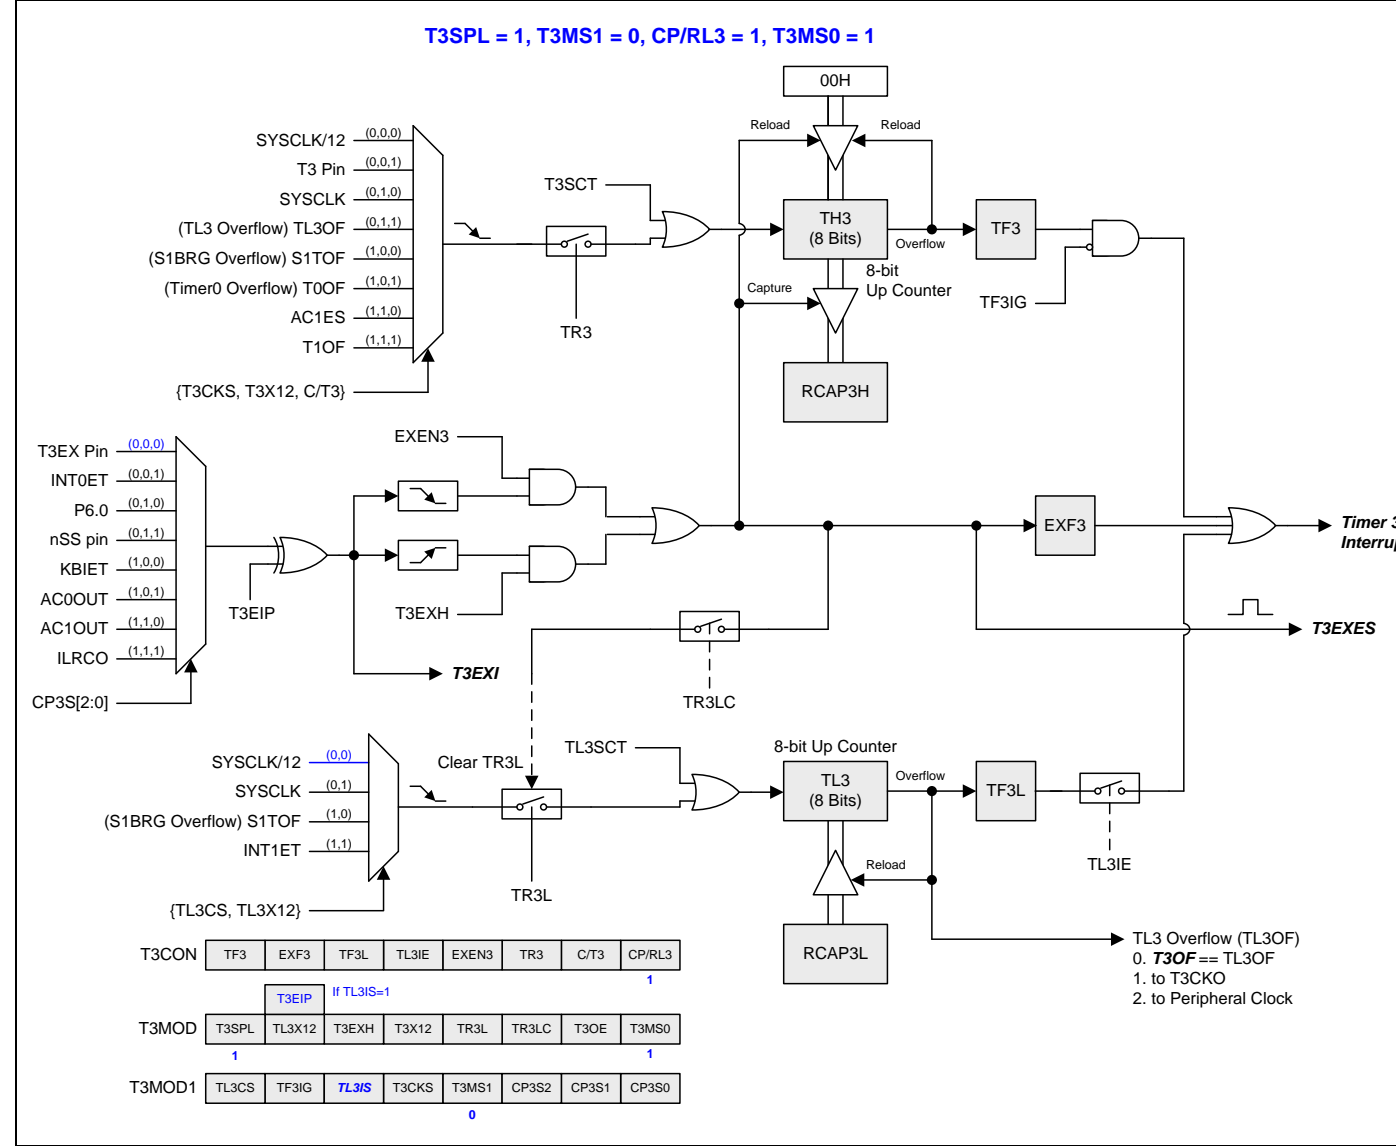 T3SPL = 1, T3MS1 = 0, CP/RL3 = 1, T3MS0 = 1
00H
Reload
Reload
SYSCLK/12 (0,0,0)
T3 Pin (0,0,1)
SYSCLK (0,1,0)
(TL3 Overflow) TL3OF (0,1,1)
(S1BRG Overflow) S1TOF (1,0,0)
(Timer0 Overflow) T0OF (1,0,1)
AC1ES (1,1,0)
T1OF (1,1,1)
{T3CKS, T3X12, C/T3}
T3SCT
TR3
TH3
(8 Bits)
Overflow
TF3
8-bit
Up Counter
Capture
TF3IG
RCAP3H
T3EX Pin (0,0,0)
INT0ET (0,0,1)
P6.0 (0,1,0)
nSS pin (0,1,1)
KBIET (1,0,0)
AC0OUT (1,0,1)
AC1OUT (1,1,0)
ILRCO (1,1,1)
CP3S[2:0]
T3EIP
EXEN3
T3EXH
T3EXI
EXF3
Timer 3
Interrup
T3EXES
TR3LC
SYSCLK/12 (0,0)
SYSCLK (0,1)
(S1BRG Overflow) S1TOF (1,0)
INT1ET (1,1)
{TL3CS, TL3X12}
Clear TR3L
TL3SCT
TR3L
8-bit Up Counter
TL3
(8 Bits)
Overflow
TF3L
TL3IE
Reload
RCAP3L
TL3 Overflow (TL3OF)
0. T3OF == TL3OF
1. to T3CKO
2. to Peripheral Clock
T3CON TF3 EXF3 TF3L TL3IE EXEN3 TR3 C/T3 CP/RL3
1
T3EIP If TL3IS=1
T3MOD T3SPL TL3X12 T3EXH T3X12 TR3L TR3LC T3OE T3MS0
1 1
T3MOD1 TL3CS TF3IG TL3IS T3CKS T3MS1 CP3S2 CP3S1 CP3S0
0